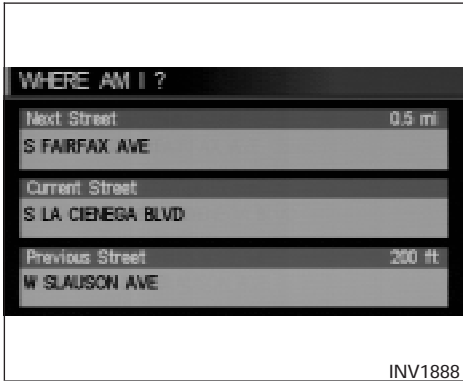 WHERE AM I ?
Next Street 0.5 mi
S FAIRFAX AVE
Current Street
S LA CIENEGA BLVD
Previous Street 200 ft
W SLAUSON AVE
INV1888